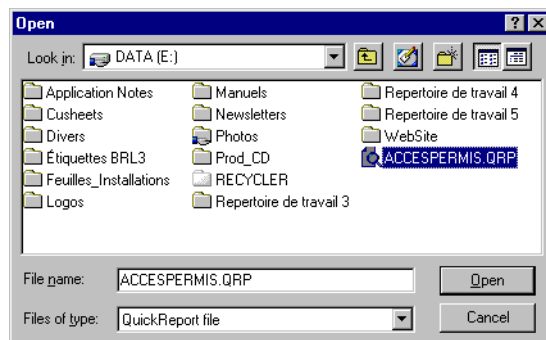 Open
Look in: DATA (E:)
Application Notes Manuels Repertoire de travail 4
Cusheets Newsletters Repertoire de travail 5
Divers Photos WebSite
Étiquettes BRL3 Prod_CD ACCESPERMIS.QRP
Feuilles_Installations RECYCLER
Logos Repertoire de travail 3
File name: ACCESPERMIS.QRP Open
Files of type: QuickReport file Cancel